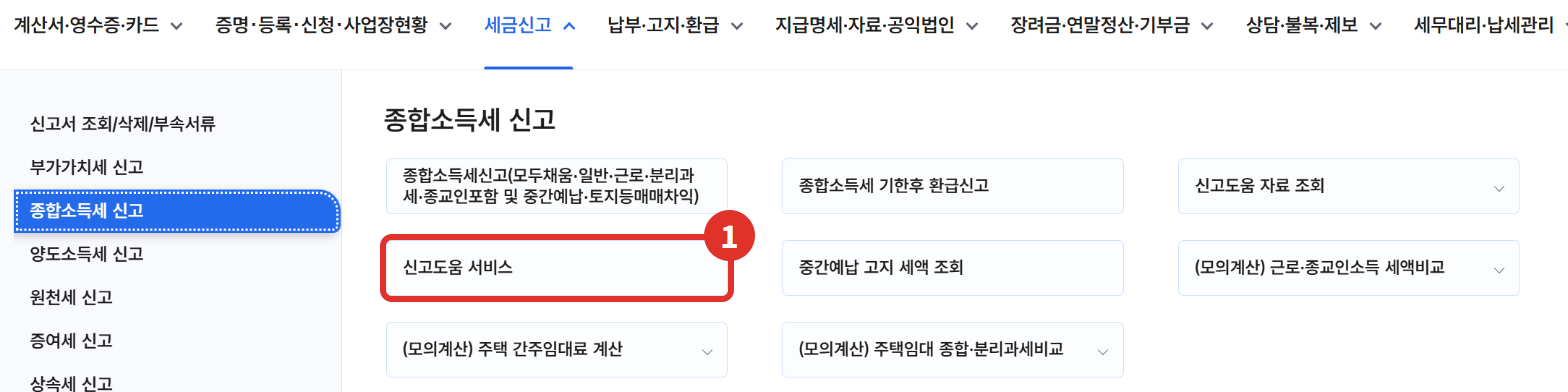 계산서·영수증·카드 증명·등록·신청·사업장현황 세금신고 납부·고지·환급 지급명세·자료·공익법인 장려금·연말정산·기부금 상담·불복·제보 세무대리·납세관리
신고서 조회/삭제/부속서류
부가가치세 신고
종합소득세 신고
양도소득세 신고
원천세 신고
증여세 신고
상속세 신고
종합소득세 신고
종합소득세신고(모두채움·일반·근로·분리과
세·종교인포함 및 중간예납·토지등매매차익)
종합소득세 기한후 환급신고
신고도움 자료 조회
1
신고도움 서비스
중간예납 고지 세액 조회
(모의계산) 근로·종교인소득 세액비교
(모의계산) 주택 간주임대료 계산
(모의계산) 주택임대 종합·분리과세비교